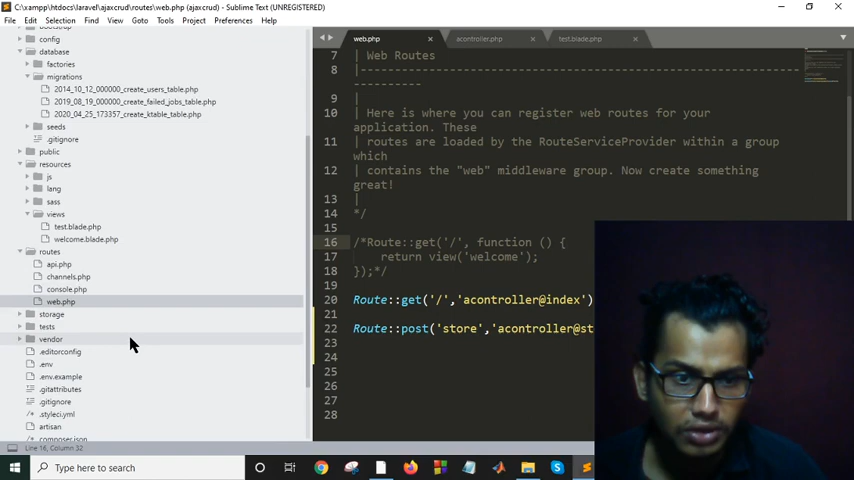 C:\xampp\htdocs\laravel\ajaxcrud\routes\web.php (ajaxcrud) - Sublime Text (UNREGISTERED)
File Edit Selection Find View Goto Tools Project Preferences Help
config
database
factories
migrations
2014_10_12_000000_create_users_table.php
2019_08_19_000000_create_failed_jobs_table.php
2020_04_25_173357_create_ktable_table.php
seeds
.gitignore
public
resources
js
lang
sass
views
test.blade.php
welcome.blade.php
routes
api.php
channels.php
console.php
web.php
storage
tests
vendor
.editorconfig
.env
.env.example
.gitattributes
.gitignore
.styleci.yml
artisan
composer.json
web.php acontroller.php test.blade.php
7 | Web Routes
8 |--------------------------------------------------------------
----------
9 |
10 | Here is where you can register web routes for your
application. These
11 | routes are loaded by the RouteServiceProvider within a group
which
12 | contains the "web" middleware group. Now create something
great!
13 |
14 */
15
16 /*Route::get('/', function () {
17 return view('welcome');
18 });*/
19
20 Route::get('/','acontroller@index')
21
22 Route::post('store','acontroller@st
23
24
25
26
27
28
Line 16, Column 32
Type here to search